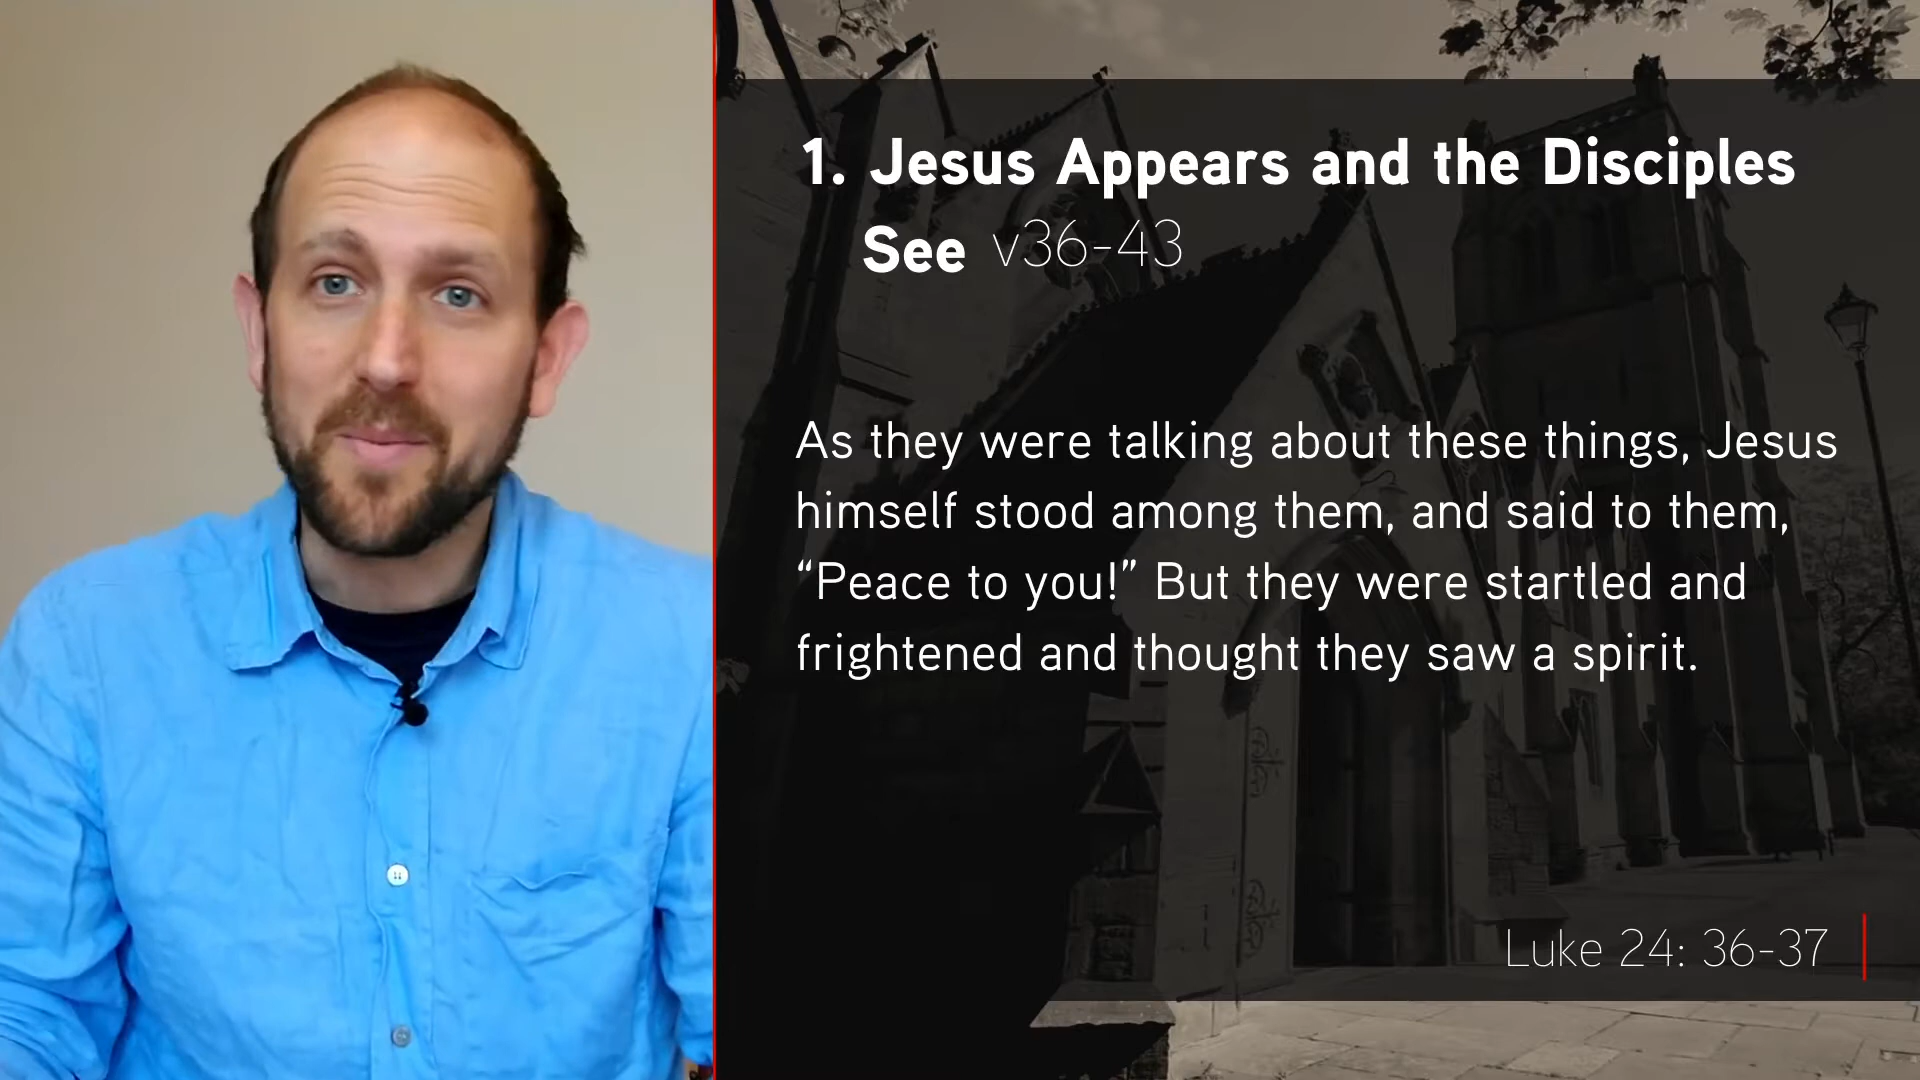 1. Jesus Appears and the Disciples
See v36-43
As they were talking about these things, Jesus
himself stood among them, and said to them,
“Peace to you!” But they were startled and
frightened and thought they saw a spirit.
Luke 24: 36-37